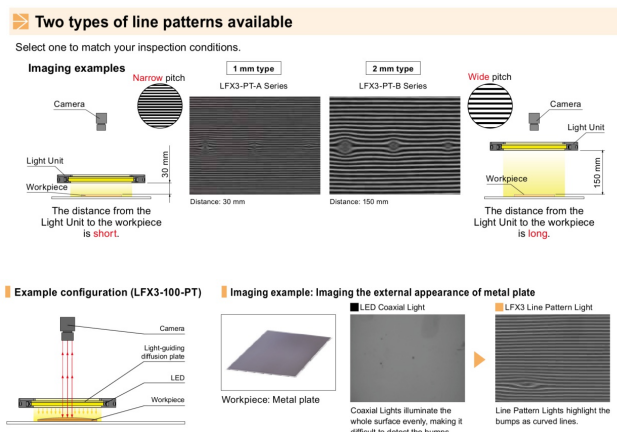 Two types of line patterns available
Select one to match your inspection conditions.
Imaging examples
Narrow pitch
Camera
Light Unit
Workpiece
30 mm
The distance from the
Light Unit to the workpiece
is short.
1 mm type
LFX3-PT-A Series
Distance: 30 mm
2 mm type
LFX3-PT-B Series
Distance: 150 mm
Wide pitch
Camera
Light Unit
Workpiece
150 mm
The distance from the
Light Unit to the workpiece
is long.
Example configuration (LFX3-100-PT)
Camera
Light-guiding
diffusion plate
LED
Workpiece
Imaging example: Imaging the external appearance of metal plate
Workpiece: Metal plate
LED Coaxial Light
Coaxial Lights illuminate the
whole surface evenly, making it
difficult to detect the bumps
LFX3 Line Pattern Light
Line Pattern Lights highlight the
bumps as curved lines.